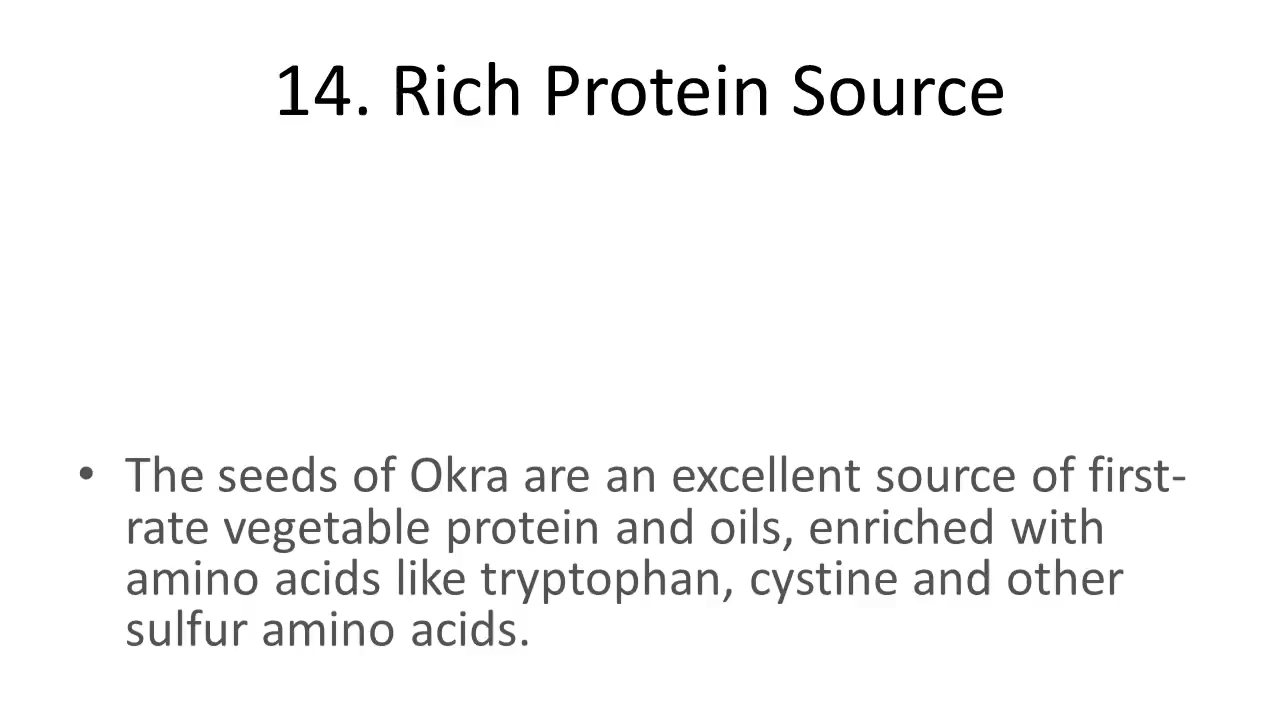 14. Rich Protein Source
• The seeds of Okra are an excellent source of first-
rate vegetable protein and oils, enriched with
amino acids like tryptophan, cystine and other
sulfur amino acids.